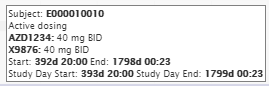 Subject: E000010010
Active dosing
AZD1234: 40 mg BID
X9876: 40 mg BID
Start: 392d 20:00 End: 1798d 00:23
Study Day Start: 393d 20:00 Study Day End: 1799d 00:23